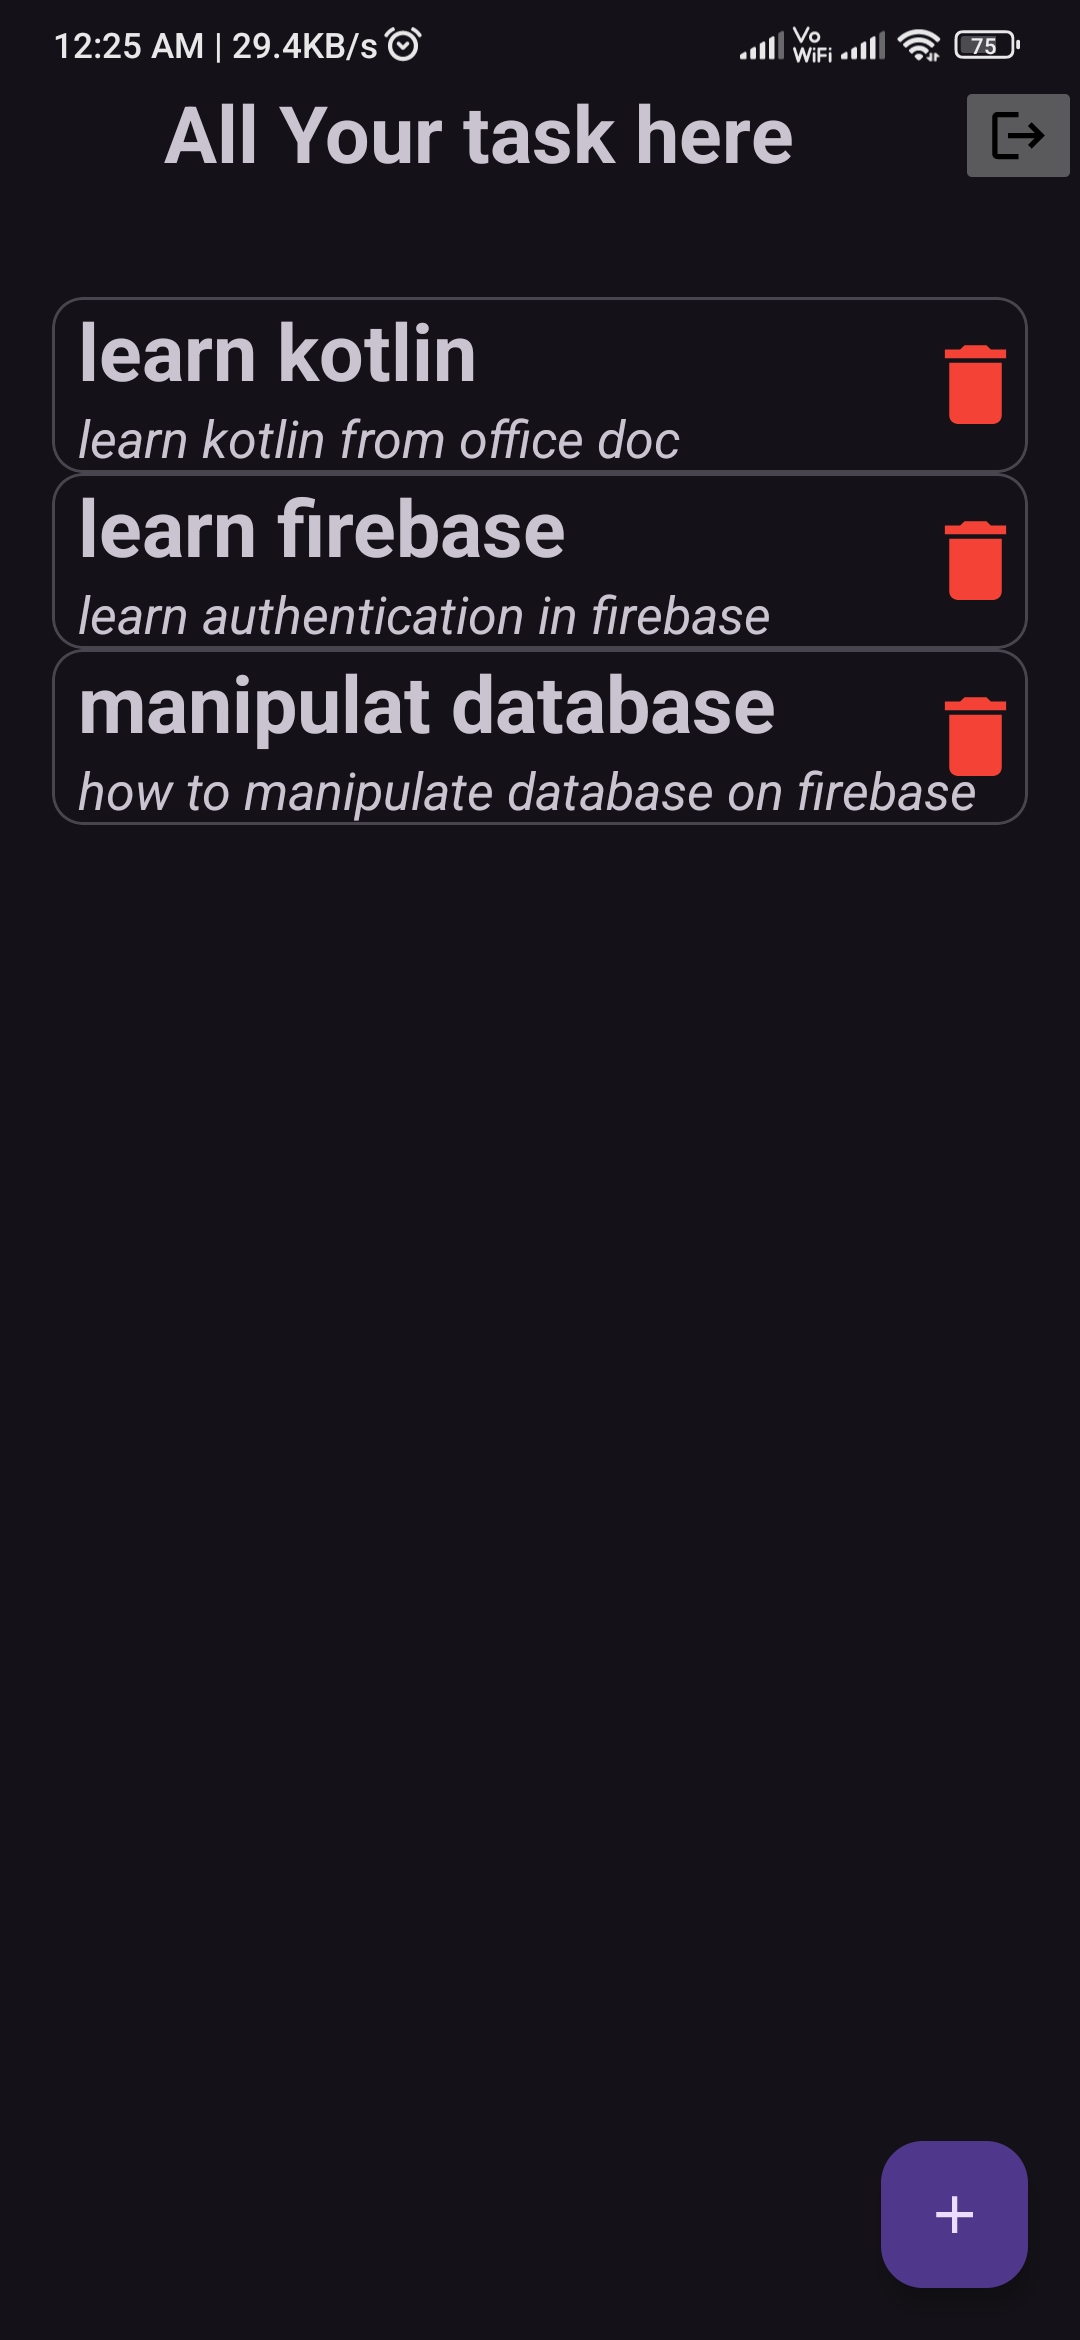 12:25 AM | 29.4KB/s
Vo
WiFi
75
All Your task here
learn kotlin
learn kotlin from office doc
learn firebase
learn authentication in firebase
manipulat database
how to manipulate database on firebase